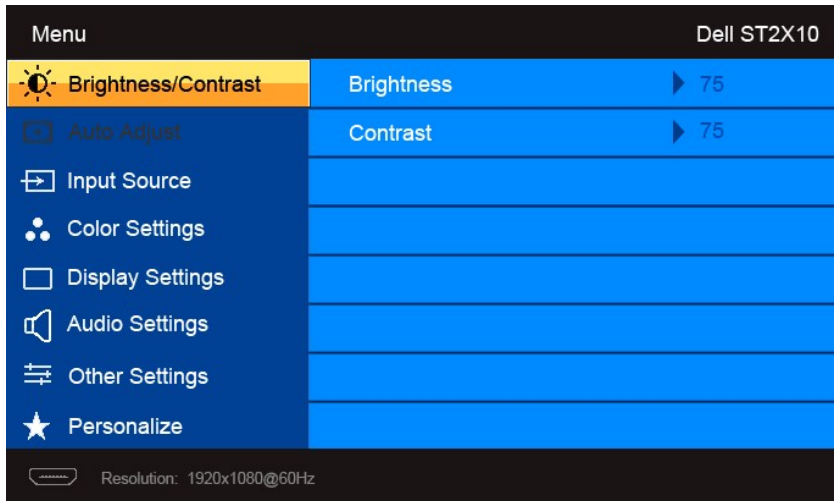 Menu Dell ST2X10
Brightness/Contrast Brightness 75
Auto Adjust Contrast 75
Input Source
Color Settings
Display Settings
Audio Settings
Other Settings
Personalize
Resolution: 1920x1080@60Hz